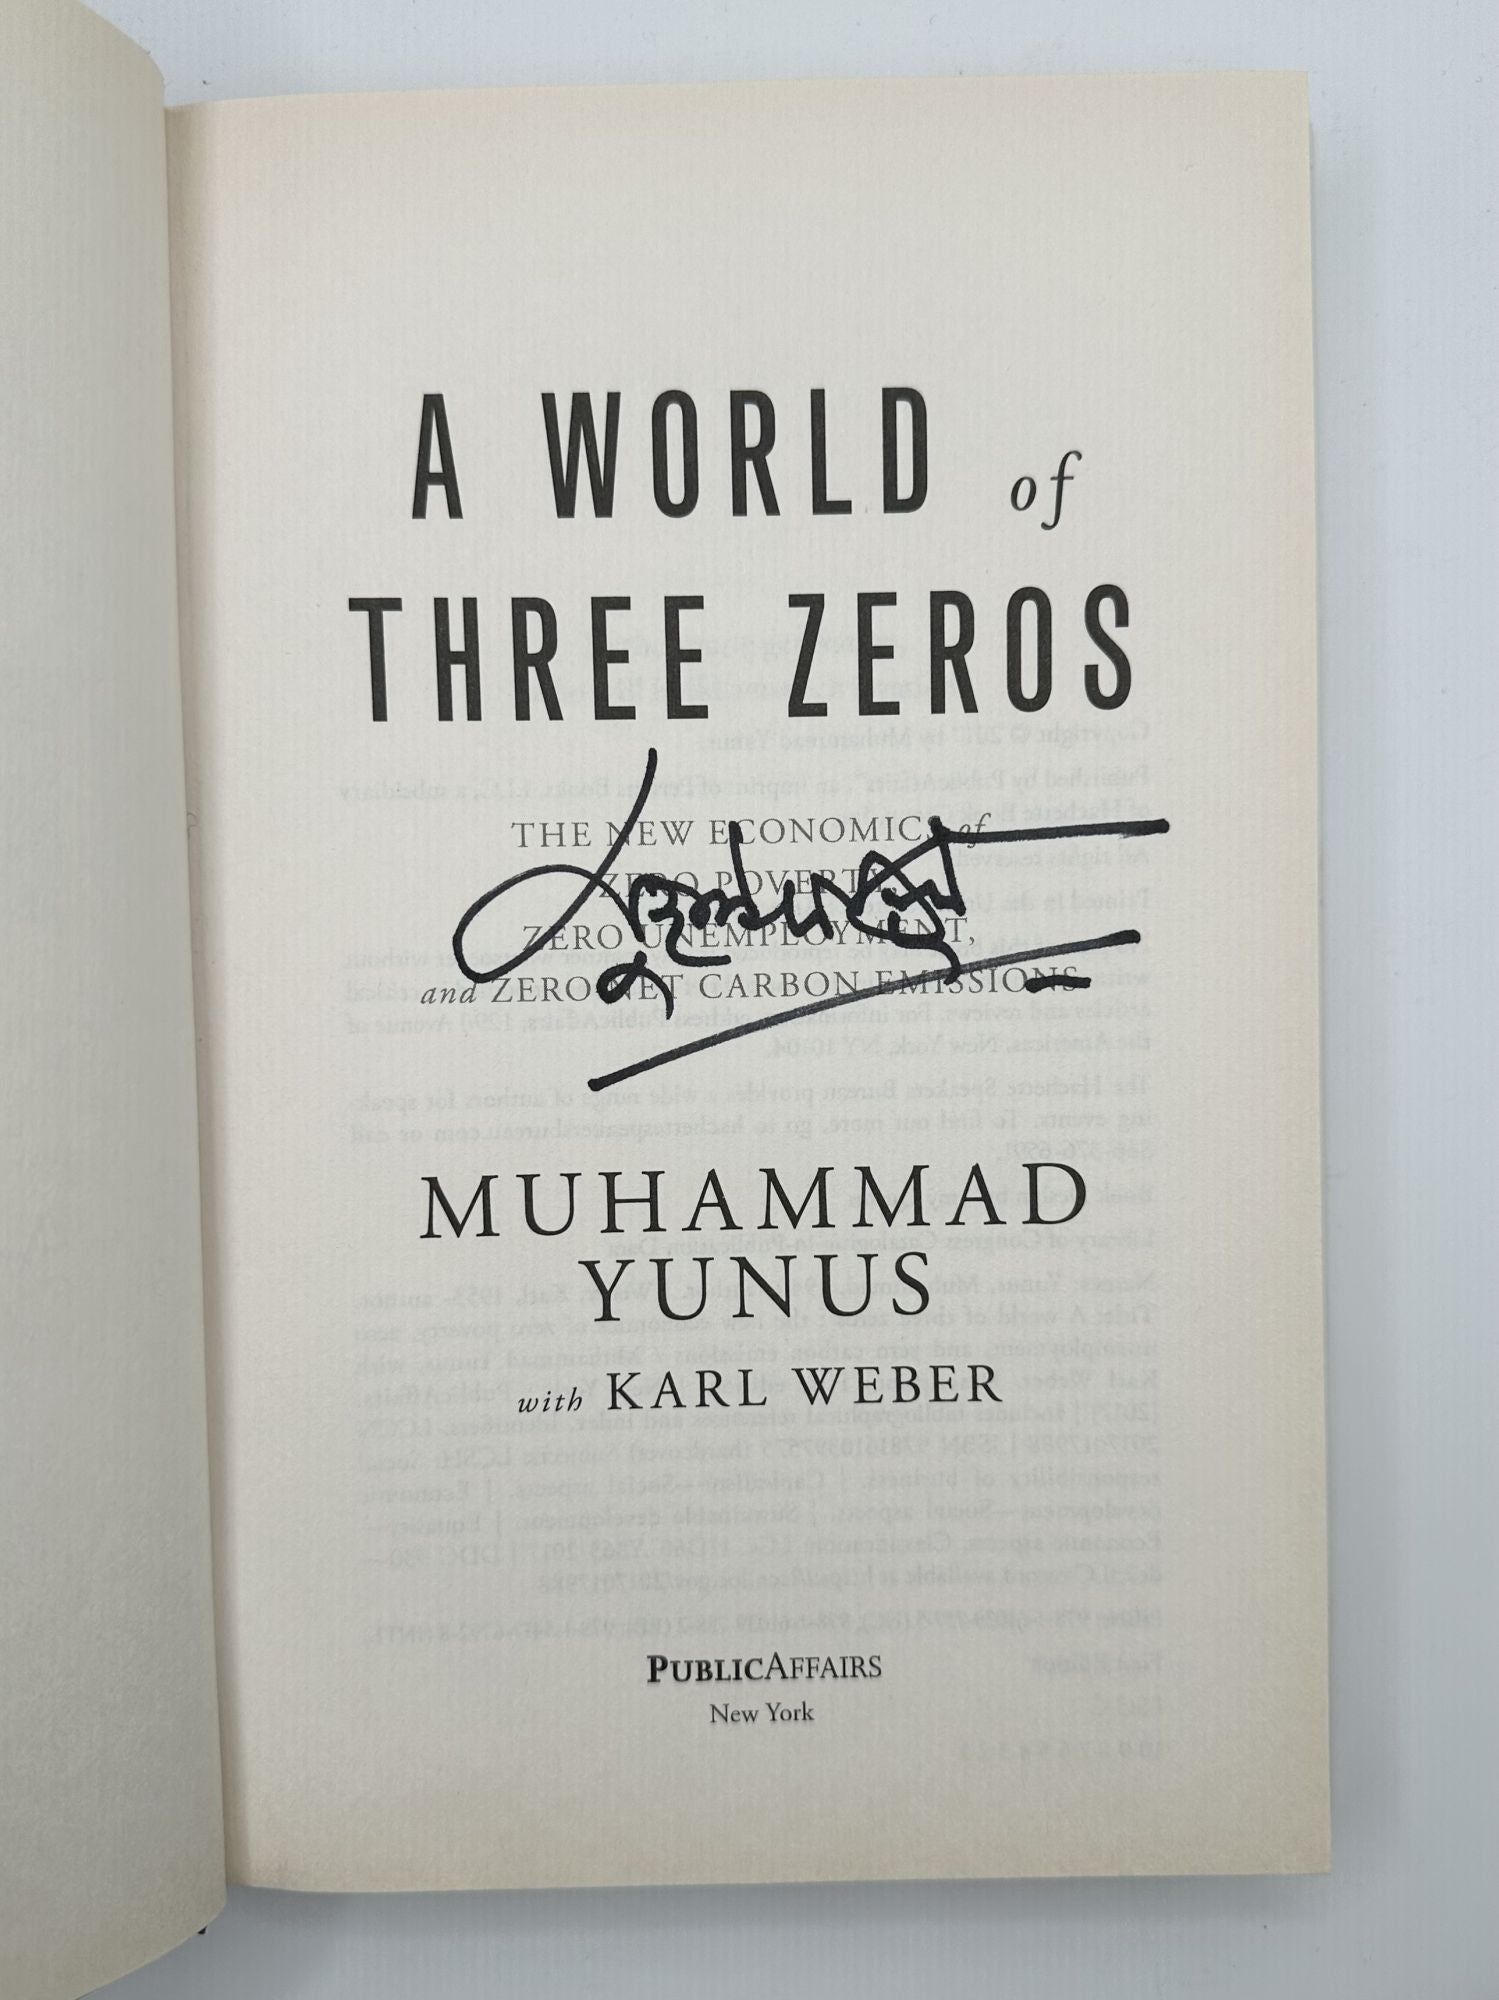 A WORLD of
THREE ZEROS
THE NEW ECONOMICS of
ZERO POVERTY,
ZERO UNEMPLOYMENT,
and ZERO NET CARBON EMISSIONS
MUHAMMAD
YUNUS
with KARL WEBER
PUBLICAFFAIRS
New York